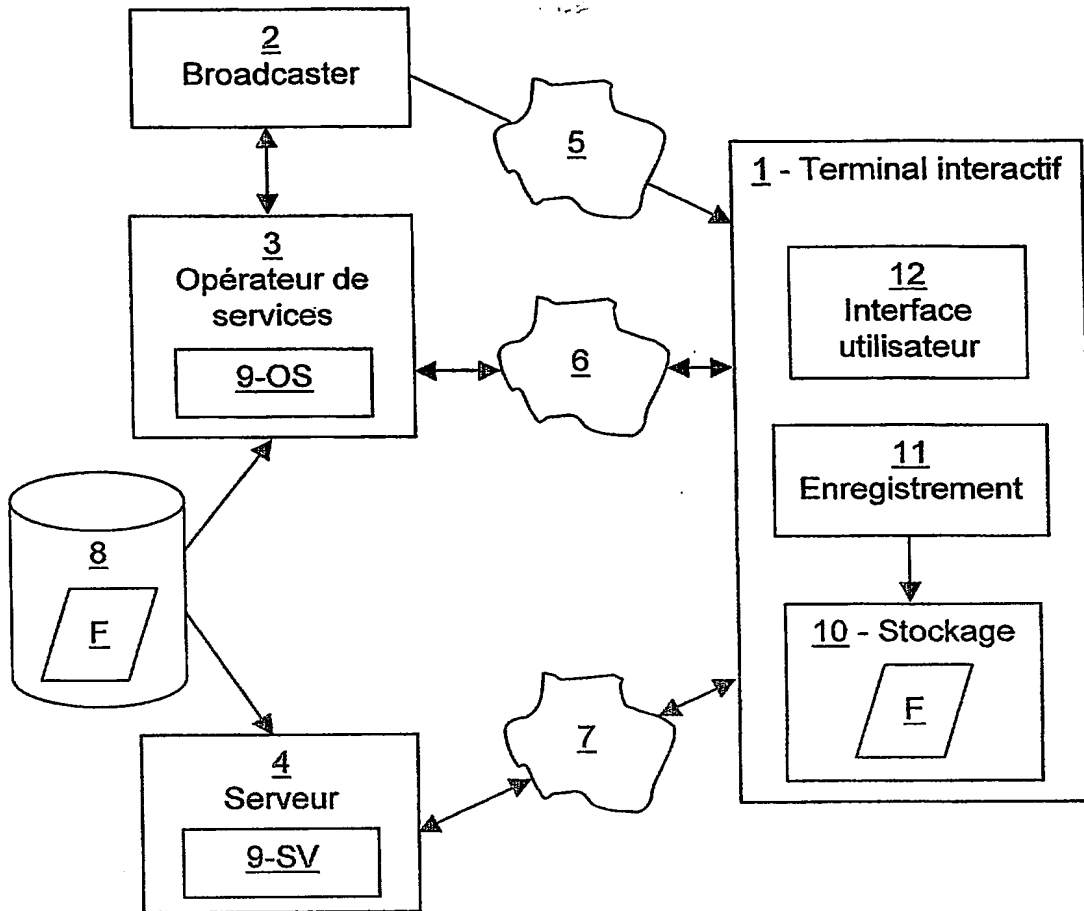 2
Broadcaster
5
1 - Terminal interactif
3
Opérateur de
services
9-OS
6
12
Interface
utilisateur
11
Enregistrement
8
F
10 - Stockage
F
7
4
Serveur
9-SV